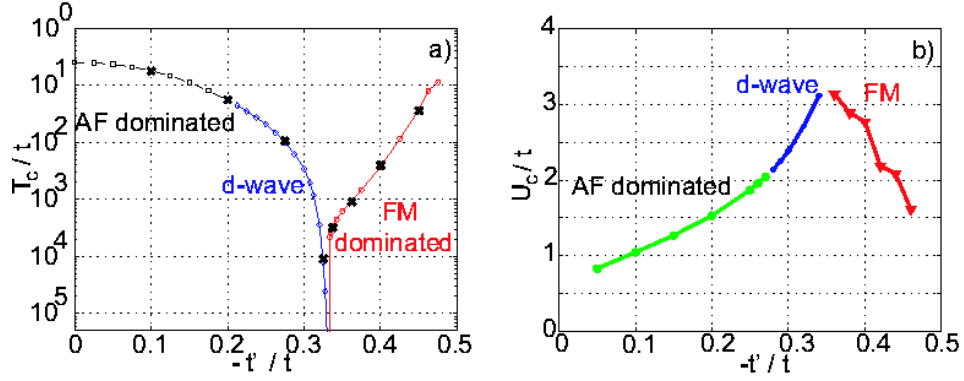 a)
10^0
10^1
10^2
10^3
10^4
10^5
T_c / t
AF dominated
d-wave
FM
dominated
0 0.1 0.2 0.3 0.4 0.5
-t' / t
b)
4
3
2
1
0
U_c / t
d-wave
FM
AF dominated
0 0.1 0.2 0.3 0.4 0.5
-t' / t